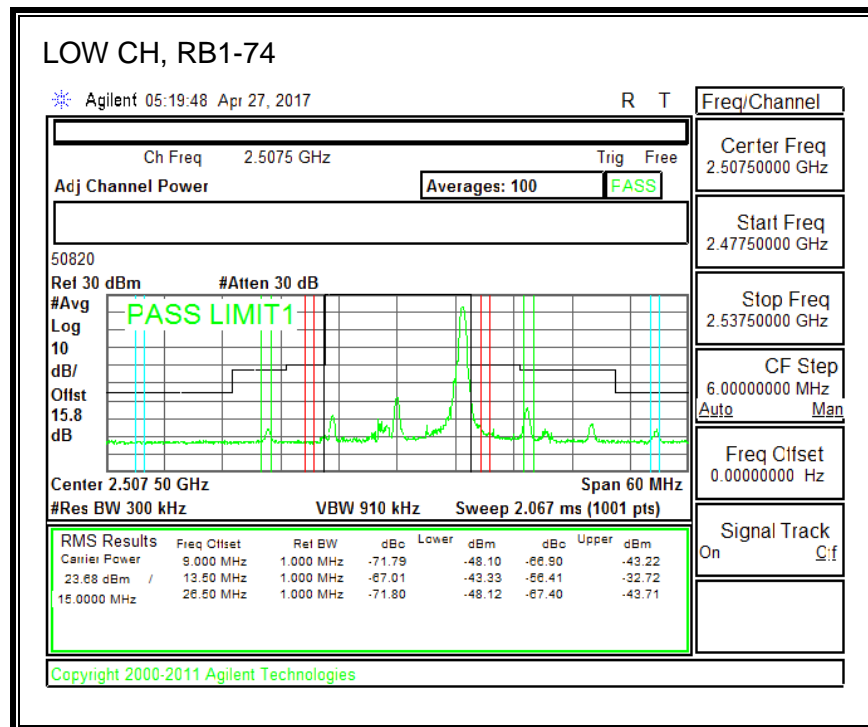 LOW CH, RB1-74
Agilent 05:19:48 Apr 27, 2017 R T
Freq/Channel
Ch Freq 2.5075 GHz Trig Free
Adj Channel Power Averages: 100 PASS
Center Freq
2.50750000 GHz
Start Freq
2.47750000 GHz
Stop Freq
2.53750000 GHz
CF Step
6.00000000 MHz
Auto Man
Freq Offset
0.00000000 Hz
Signal Track
On Off
50820
Ref 30 dBm #Atten 30 dB
#Avg
Log
10
dB/
Offst
15.8
dB
PASS LIMIT1
Center 2.507 50 GHz Span 60 MHz
#Res BW 300 kHz VBW 910 kHz Sweep 2.067 ms (1001 pts)
RMS Results Freq Offset Ref BW dBc Lower dBm dBc Upper dBm
Carrier Power 9.000 MHz 1.000 MHz -71.79 -48.10 -66.90 -43.22
23.68 dBm / 13.50 MHz 1.000 MHz -67.01 -43.33 -56.41 -32.72
15.0000 MHz 26.50 MHz 1.000 MHz -71.80 -48.12 -67.40 -43.71
Copyright 2000-2011 Agilent Technologies